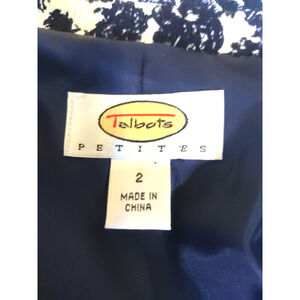 Talbots
PETITES
2
MADE IN
CHINA